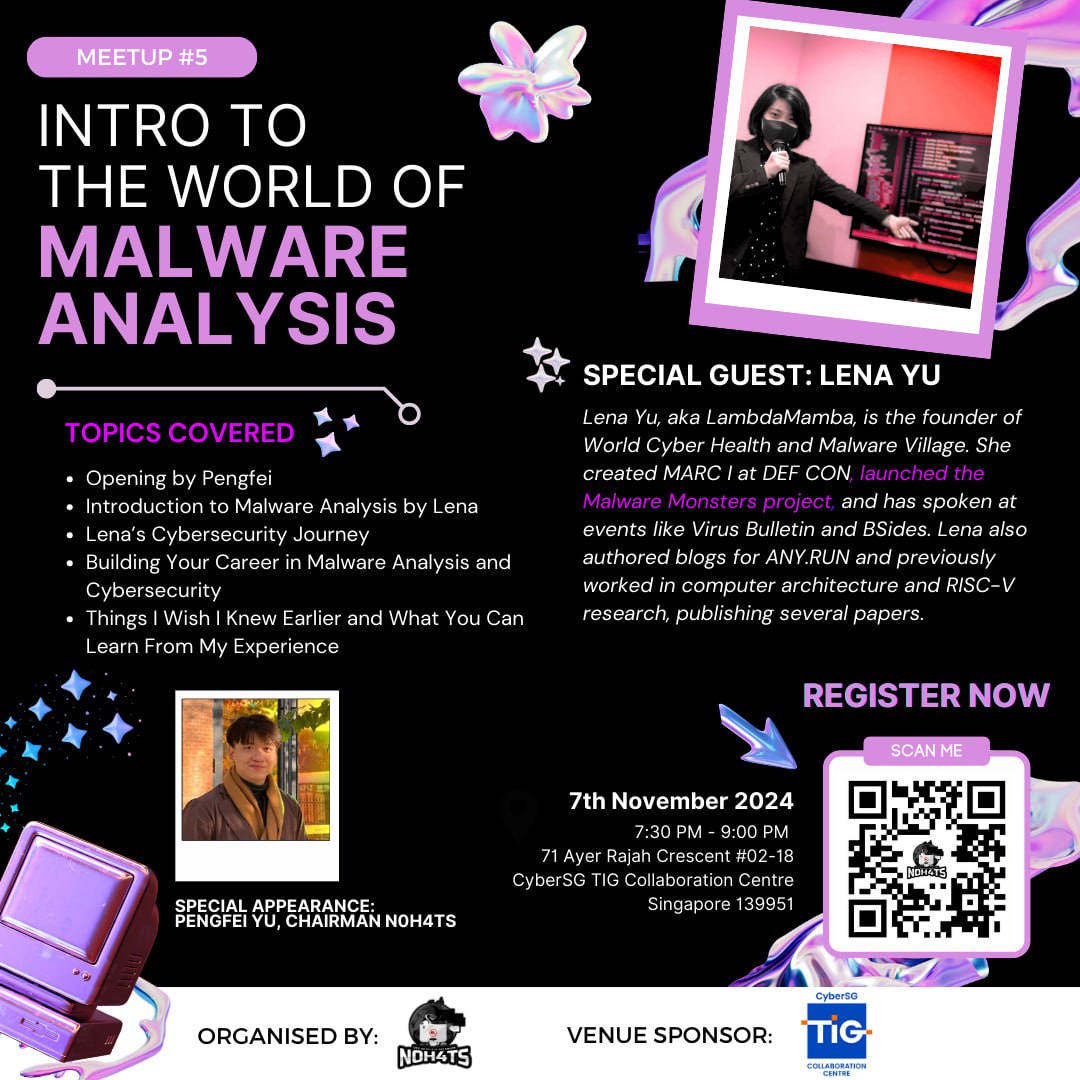 MEETUP #5
INTRO TO
THE WORLD OF
MALWARE
ANALYSIS
TOPICS COVERED
• Opening by Pengfei
• Introduction to Malware Analysis by Lena
• Lena's Cybersecurity Journey
• Building Your Career in Malware Analysis and
Cybersecurity
• Things I Wish I Knew Earlier and What You Can
Learn From My Experience
SPECIAL GUEST: LENA YU
Lena Yu, aka LambdaMamba, is the founder of
World Cyber Health and Malware Village. She
created MARC I at DEF CON, launched the
Malware Monsters project, and has spoken at
events like Virus Bulletin and BSides. Lena also
authored blogs for ANY.RUN and previously
worked in computer architecture and RISC-V
research, publishing several papers.
SPECIAL APPEARANCE:
PENGFEI YU, CHAIRMAN N0H4TS
REGISTER NOW
SCAN ME
7th November 2024
7:30 PM - 9:00 PM
71 Ayer Rajah Crescent #02-18
CyberSG TIG Collaboration Centre
Singapore 139951
N0H4TS
ORGANISED BY:
N0H4TS
VENUE SPONSOR:
CyberSG
TIG
COLLABORATION
CENTRE